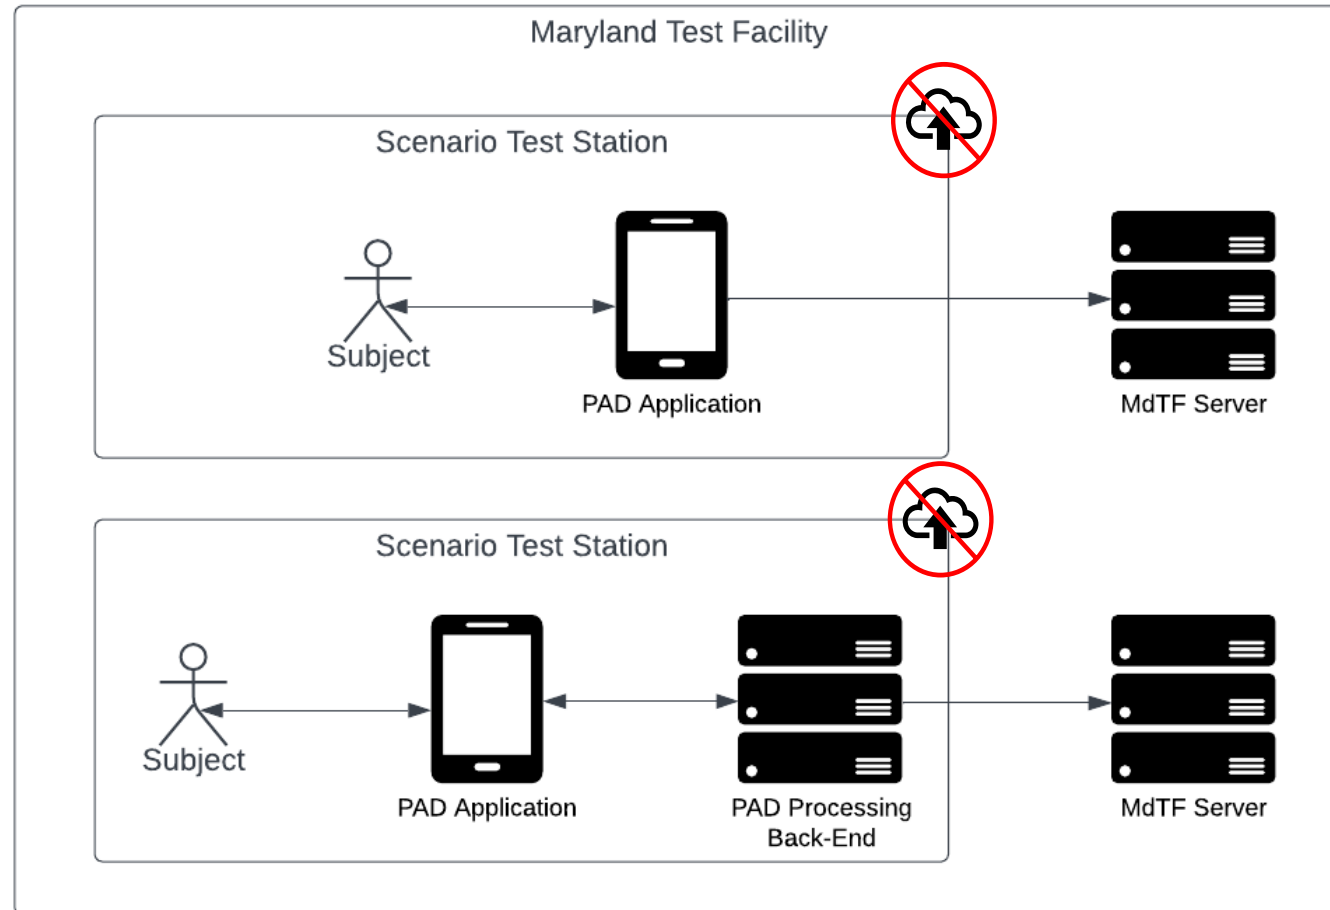 Maryland Test Facility
Scenario Test Station
Subject
PAD Application
MdTF Server
Scenario Test Station
Subject
PAD Application
PAD Processing
Back-End
MdTF Server